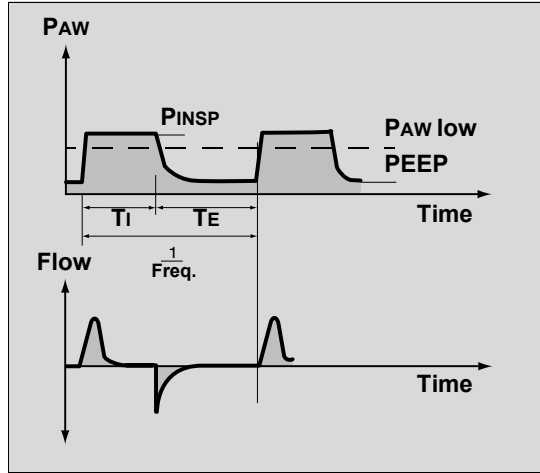 PAW
PINSP
PAW low
PEEP
TI
TE
Time
1
Freq.
Flow
Time